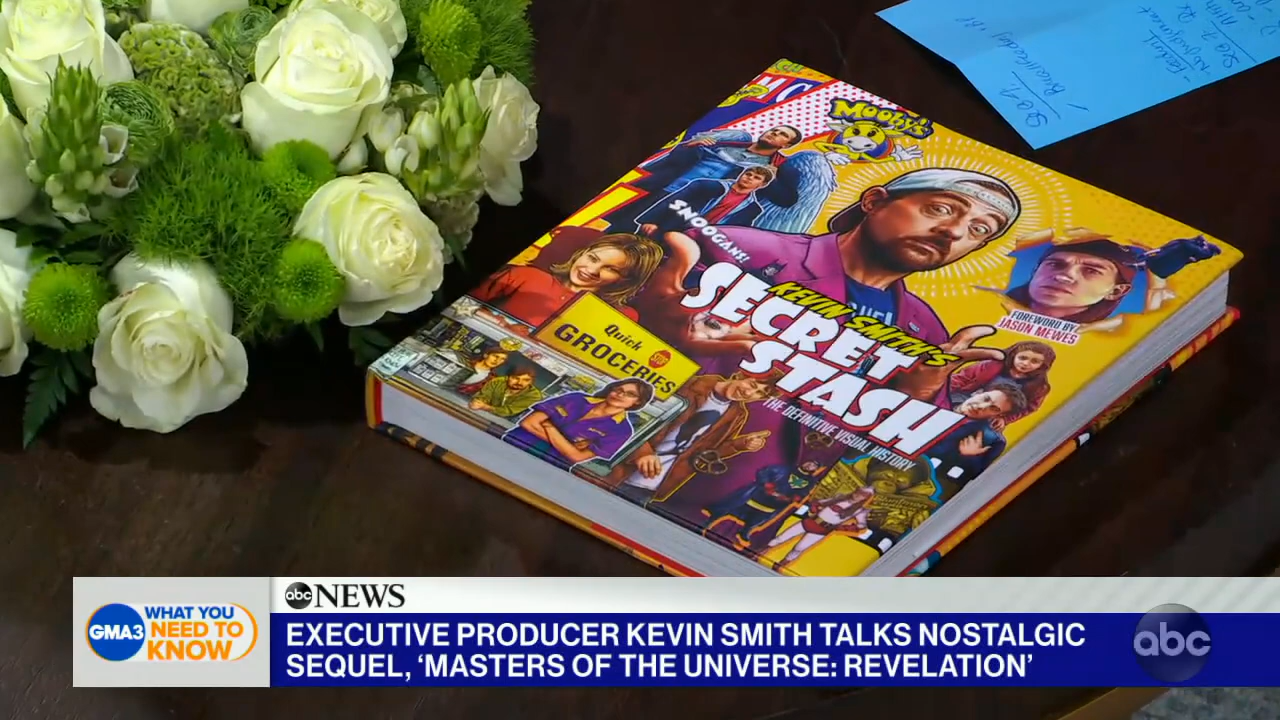 Mooby's
SNOOGANS!
KEVIN SMITH'S
SECRET
STASH
THE DEFINITIVE VISUAL HISTORY
FOREWORD BY
JASON MEWES
Quick
STOP
GROCERIES
abc NEWS
GMA3
WHAT YOU
NEED TO
KNOW
EXECUTIVE PRODUCER KEVIN SMITH TALKS NOSTALGIC
SEQUEL, ‘MASTERS OF THE UNIVERSE: REVELATION’
abc